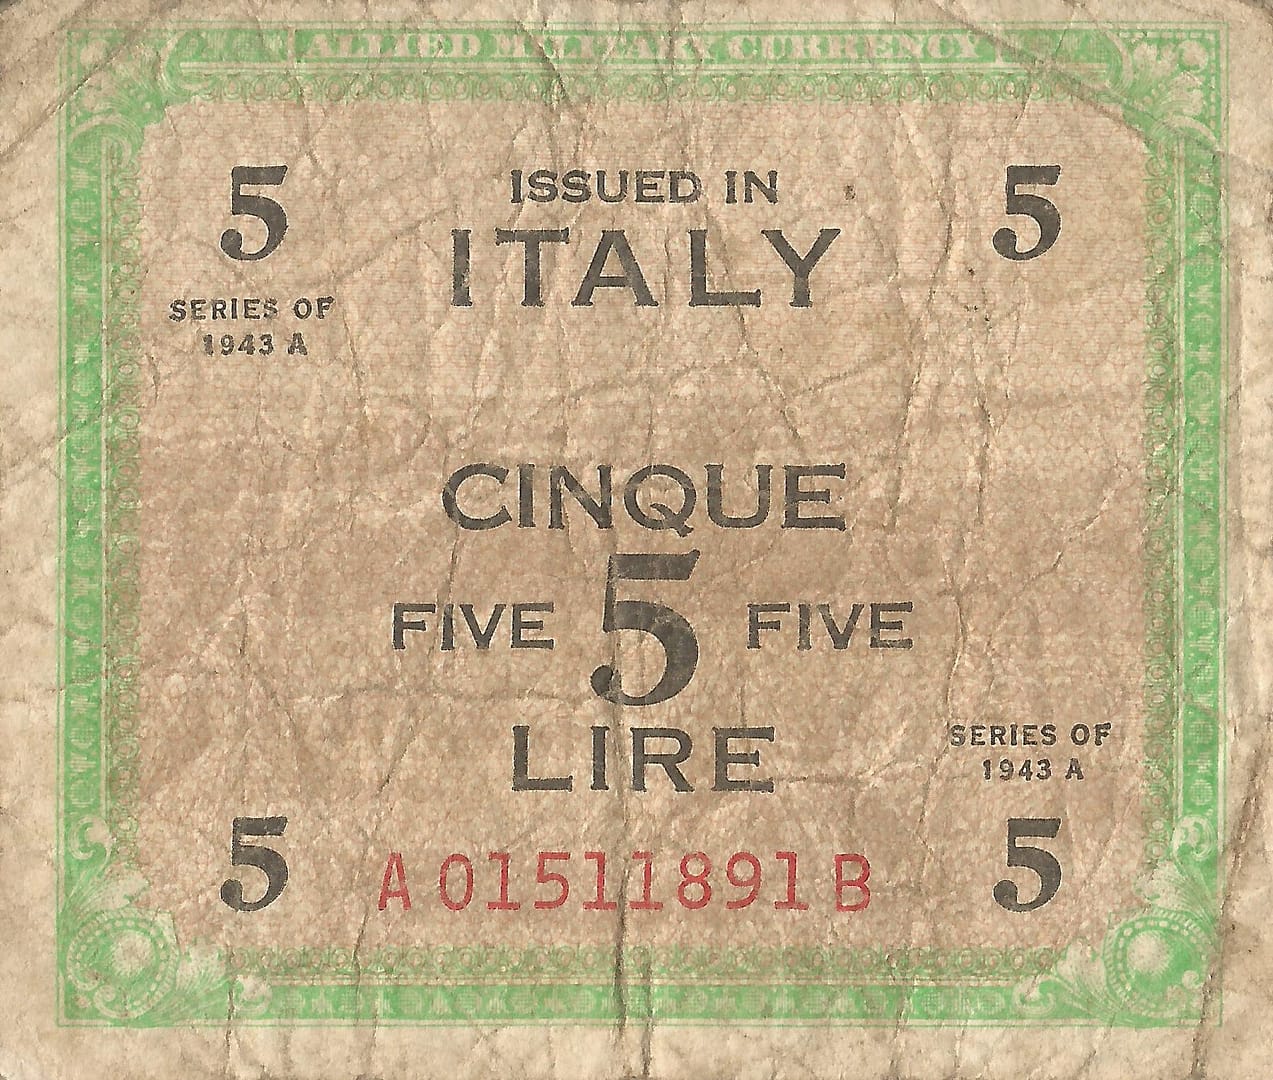 ALLIED MILITARY CURRENCY
5 ISSUED IN 5
ITALY
SERIES OF
1943 A
CINQUE
FIVE 5 FIVE
LIRE
SERIES OF
1943 A
5 A01511891B 5